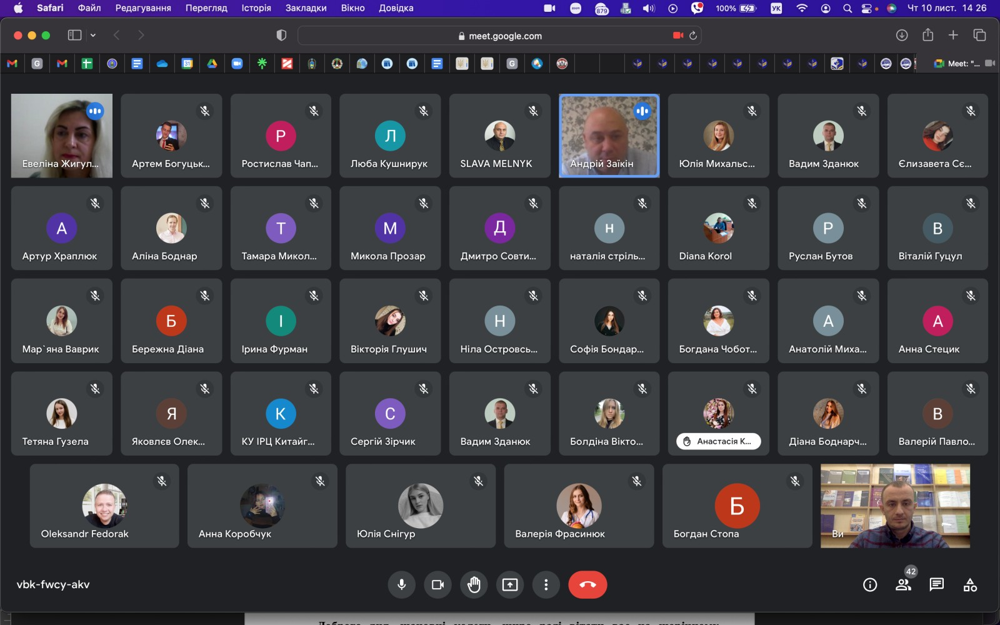 Safari Файл Редагування Перегляд Історія Закладки Вікно Довідка zoom 879 100% УК Чт 10 лист. 14 26
meet.google.com
G 31 G Meet: "...
Евеліна Жигул... Артем Богуцьк... Р Ростислав Чап... Л Люба Кушнирук SLAVA MELNYK Андрій Заїкін Юлія Михальс... Вадим Зданюк Єлизавета Сє...
А Артур Храплюк Аліна Боднар Т Тамара Микол... М Микола Прозар Д Дмитро Совти... н наталія стріль... Diana Korol Р Руслан Бутов В Віталій Гуцул
Мар`яна Ваврик Б Бережна Діана І Ірина Фурман Вікторія Глушич Н Ніла Островсь... Софія Бондар... Богдана Чобот... А Анатолій Миха... А Анна Стецик
Тетяна Гузела Я Яковлєв Олек... К КУ ІРЦ Китайг... С Сергій Зірчик Вадим Зданюк Болдіна Вікто... Анастасія К... Діана Боднарч... В Валерій Павло...
Oleksandr Fedorak Анна Коробчук Юлія Снігур Валерія Фрасинюк Б Богдан Стопа Ви
vbk-fwcy-akv 42